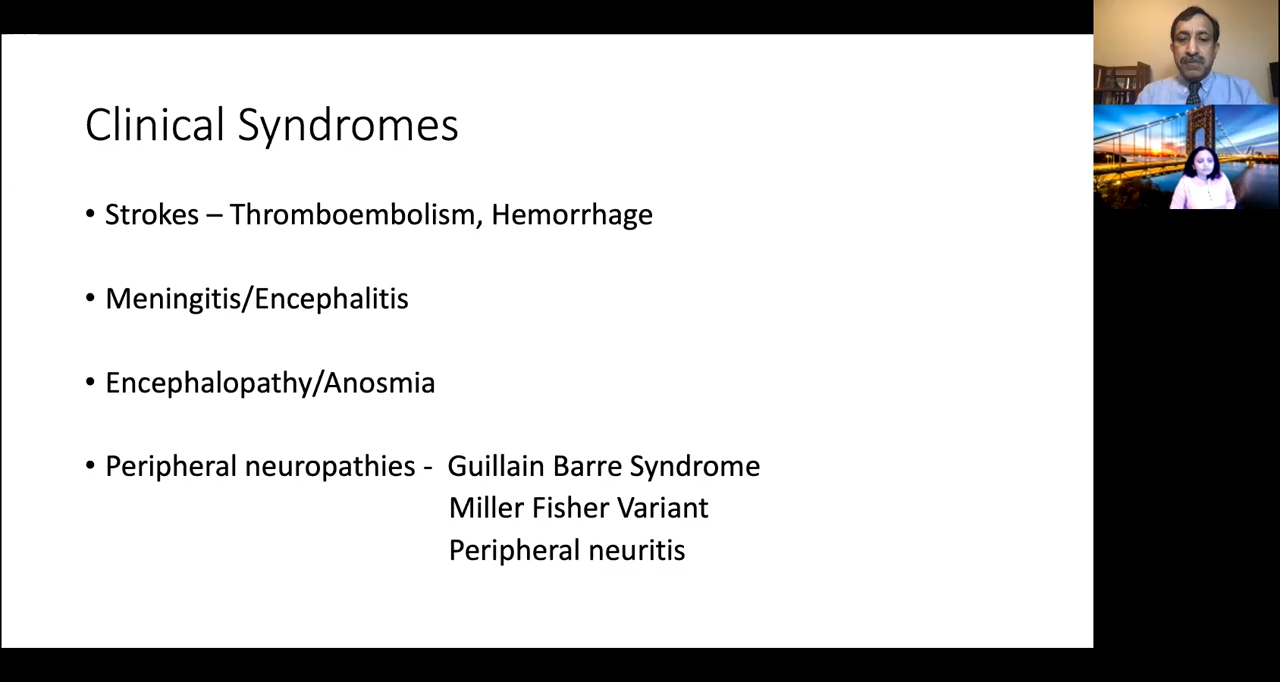 Clinical Syndromes
• Strokes – Thromboembolism, Hemorrhage
• Meningitis/Encephalitis
• Encephalopathy/Anosmia
• Peripheral neuropathies - Guillain Barre Syndrome
Miller Fisher Variant
Peripheral neuritis